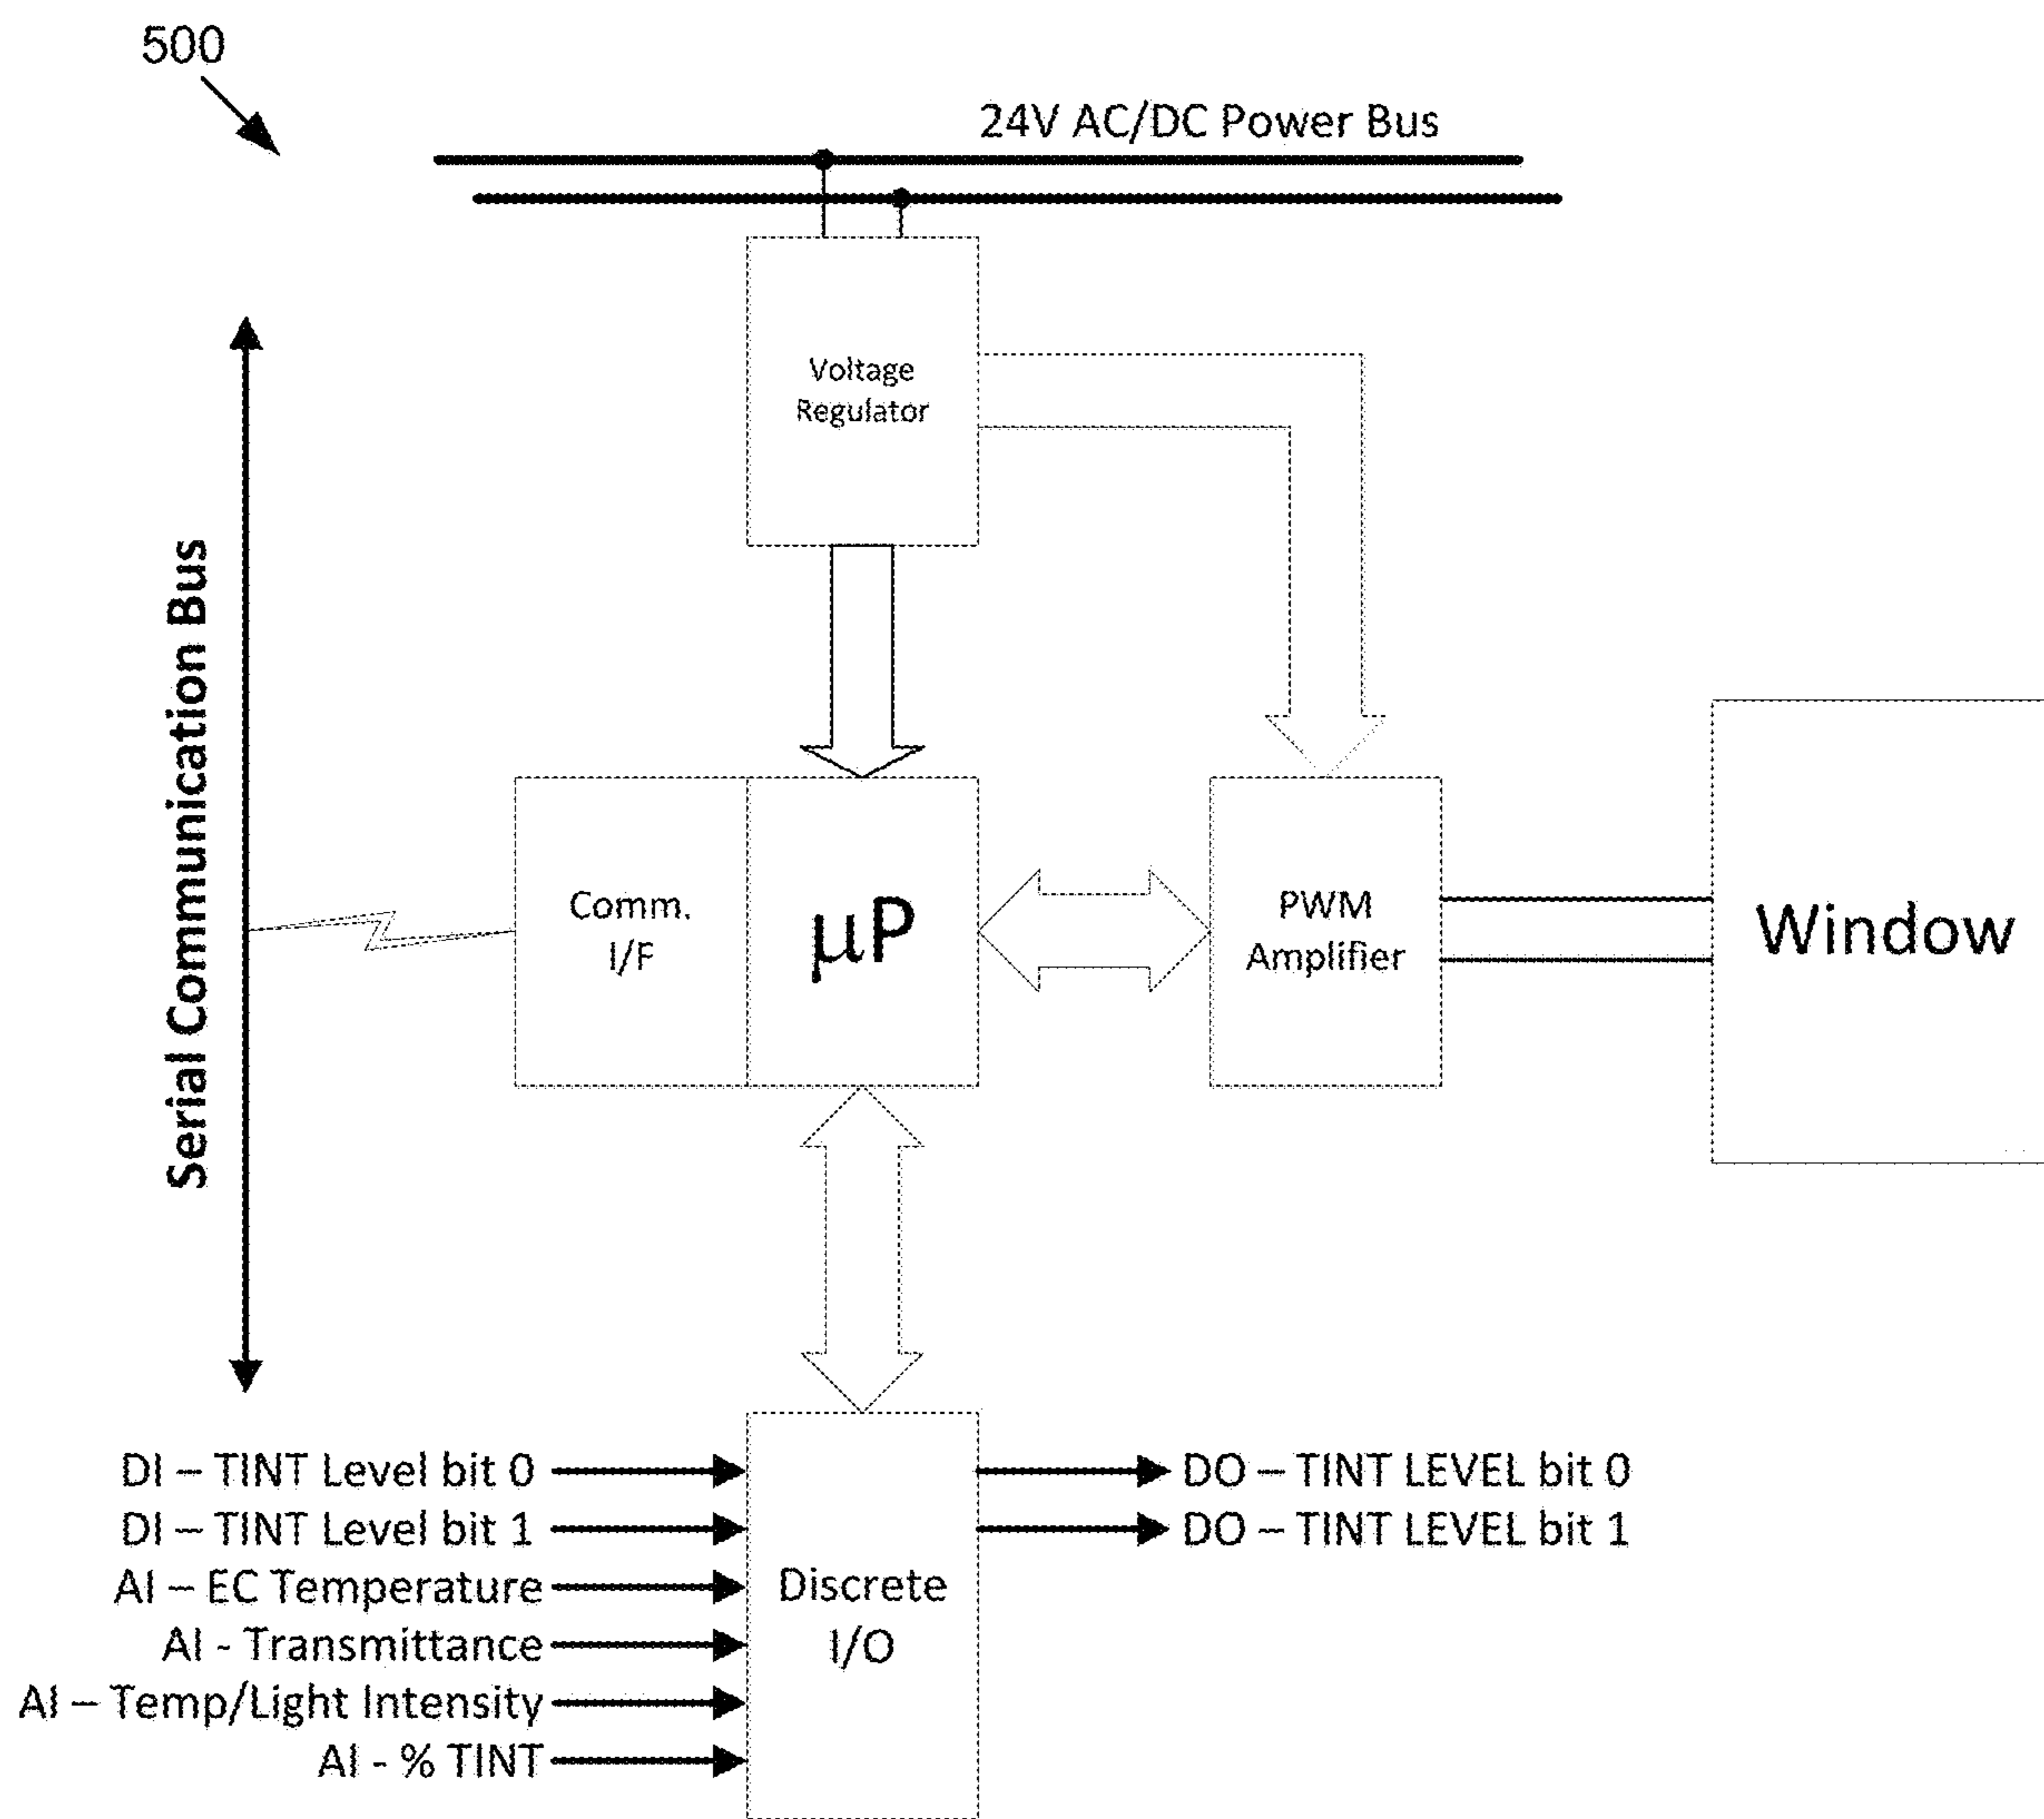 500
24V AC/DC Power Bus
Voltage
Regulator
Serial Communication Bus
Comm.
I/F
µP
PWM
Amplifier
Window
DI – TINT Level bit 0
DI – TINT Level bit 1
AI – EC Temperature
AI - Transmittance
AI – Temp/Light Intensity
AI - % TINT
Discrete
I/O
DO – TINT LEVEL bit 0
DO – TINT LEVEL bit 1